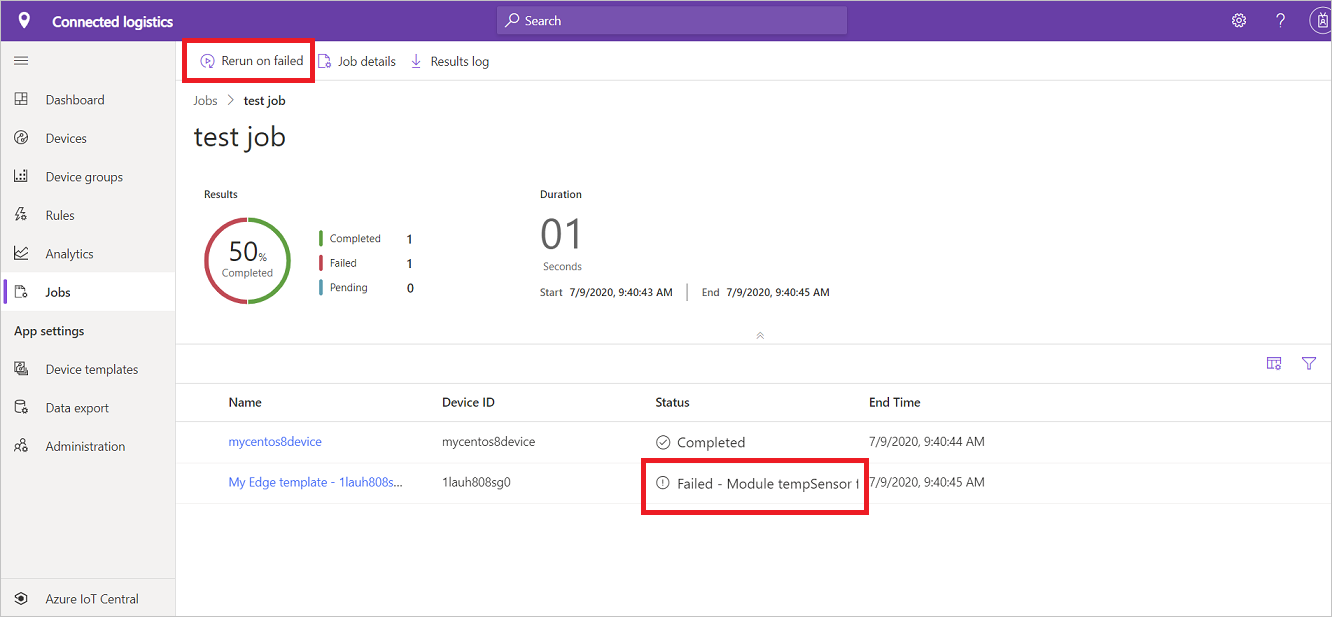 Connected logistics
Search
?
Rerun on failed
Job details
Results log
Dashboard
Devices
Device groups
Rules
Analytics
Jobs
App settings
Device templates
Data export
Administration
Azure IoT Central
Jobs > test job
test job
Results
50%
Completed
Completed 1
Failed 1
Pending 0
Duration
01
Seconds
Start 7/9/2020, 9:40:43 AM
End 7/9/2020, 9:40:45 AM
Name Device ID Status End Time
mycentos8device mycentos8device Completed 7/9/2020, 9:40:44 AM
My Edge template - 1lauh808s... 1lauh808sg0 Failed - Module tempSensor 7/9/2020, 9:40:45 AM